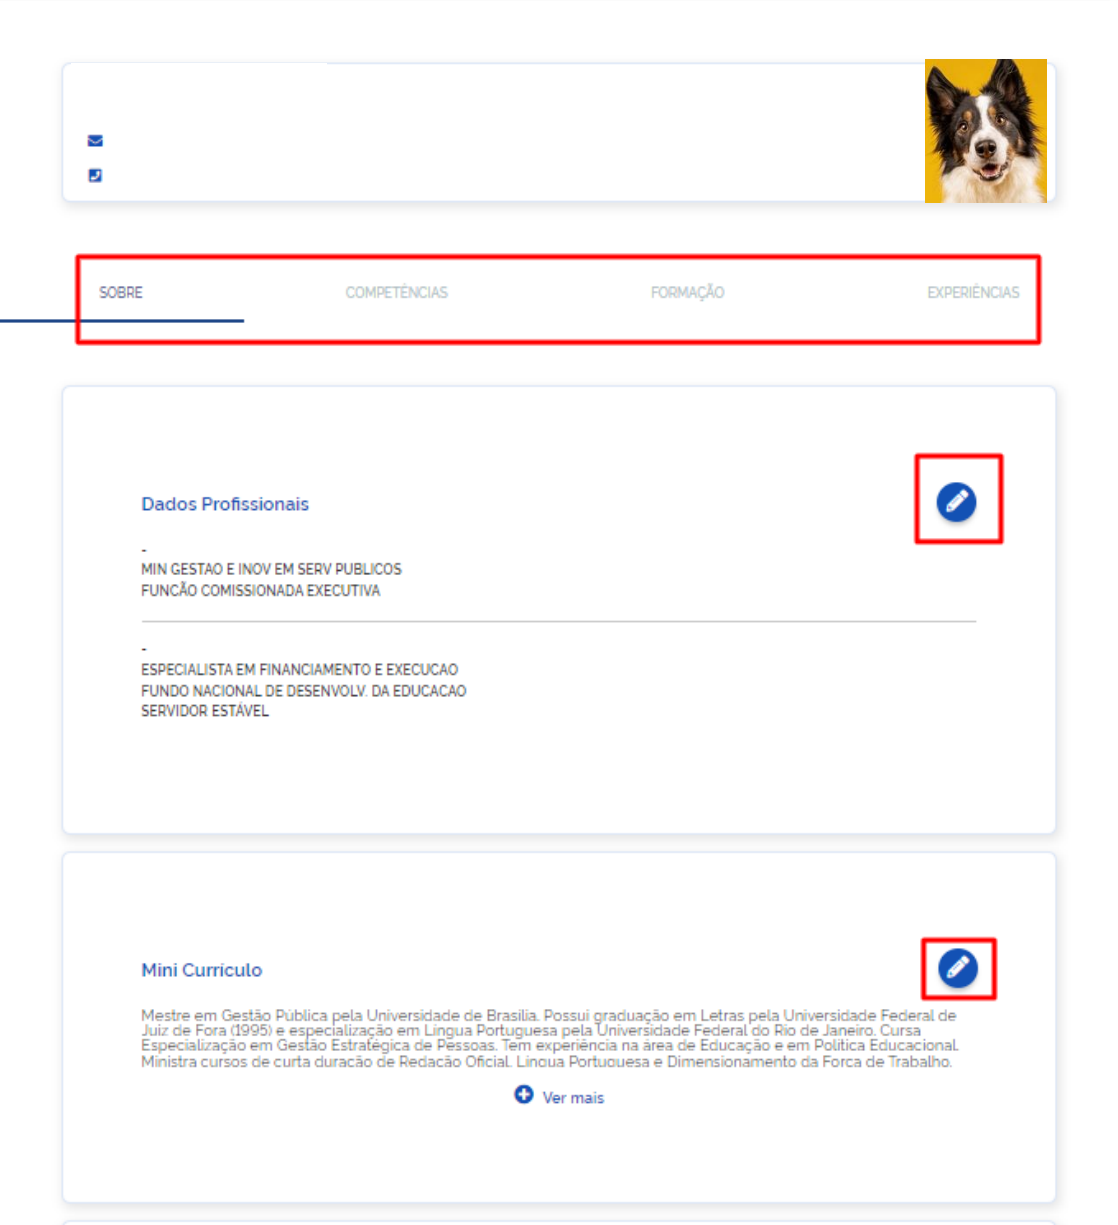 SOBRE
COMPETÊNCIAS
FORMAÇÃO
EXPERIÊNCIAS
Dados Profissionais
-
MIN GESTAO E INOV EM SERV PUBLICOS
FUNCÃO COMISSIONADA EXECUTIVA
-
ESPECIALISTA EM FINANCIAMENTO E EXECUCAO
FUNDO NACIONAL DE DESENVOLV. DA EDUCACAO
SERVIDOR ESTÁVEL
Mini Curriculo
Mestre em Gestão Pública pela Universidade de Brasília. Possui graduação em Letras pela Universidade Federal de
Juiz de Fora (1995) e especialização em Língua Portuguesa pela Universidade Federal do Rio de Janeiro. Cursa
Especialização em Gestão Estratégica de Pessoas. Tem experiência na área de Educação e em Política Educacional.
Ministra cursos de curta duração de Redação Oficial, Língua Portuguesa e Dimensionamento da Força de Trabalho.
Ver mais